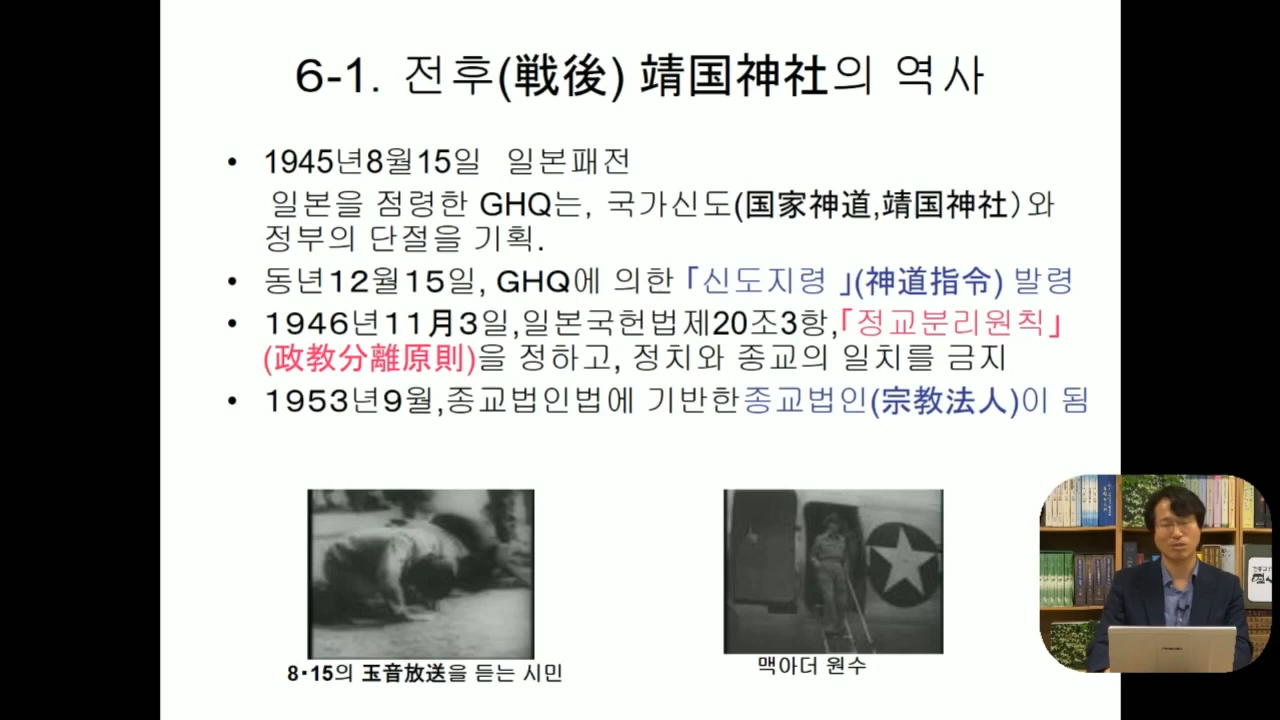 6-1. 전후(戦後) 靖国神社의 역사
• 1945년8월15일 일본패전
일본을 점령한 GHQ는, 국가신도(国家神道,靖国神社)와
정부의 단절을 기획.
• 동년12월15일, GHQ에 의한 「신도지령 」(神道指令) 발령
• 1946년11月3일,일본국헌법제20조3항,「정교분리원칙」
(政教分離原則)을 정하고, 정치와 종교의 일치를 금지
• 1953년9월,종교법인법에 기반한종교법인(宗教法人)이 됨
8·15의 玉音放送을 듣는 시민
맥아더 원수